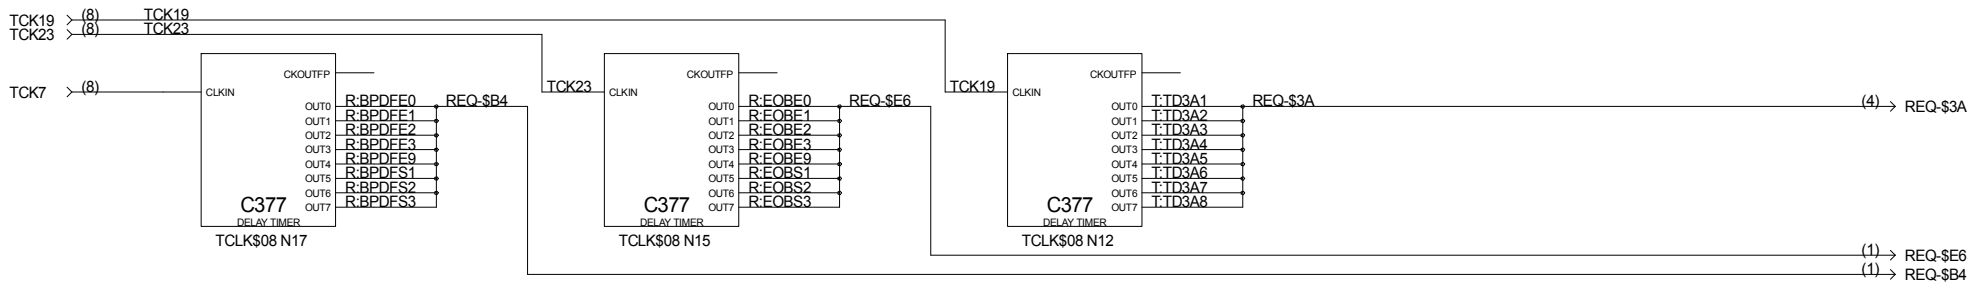 TCK19 (8) TCK19
TCK23 (8) TCK23
TCK7 (8)
CKOUTFP
CLKIN
OUT0 R:BPDFE0 REQ-$B4
OUT1 R:BPDFE1
OUT2 R:BPDFE2
OUT3 R:BPDFE3
OUT4 R:BPDFE9
OUT5 R:BPDFS1
OUT6 R:BPDFS2
OUT7 R:BPDFS3
C377
DELAY TIMER
TCLK$08 N17
TCK23
CKOUTFP
CLKIN
OUT0 R:EOBE0 REQ-$E6
OUT1 R:EOBE1
OUT2 R:EOBE2
OUT3 R:EOBE3
OUT4 R:EOBE9
OUT5 R:EOBS1
OUT6 R:EOBS2
OUT7 R:EOBS3
C377
DELAY TIMER
TCLK$08 N15
TCK19
CKOUTFP
CLKIN
OUT0 T:TD3A1 REQ-$3A
OUT1 T:TD3A2
OUT2 T:TD3A3
OUT3 T:TD3A4
OUT4 T:TD3A5
OUT5 T:TD3A6
OUT6 T:TD3A7
OUT7 T:TD3A8
C377
DELAY TIMER
TCLK$08 N12
(4) REQ-$3A
(1) REQ-$E6
(1) REQ-$B4